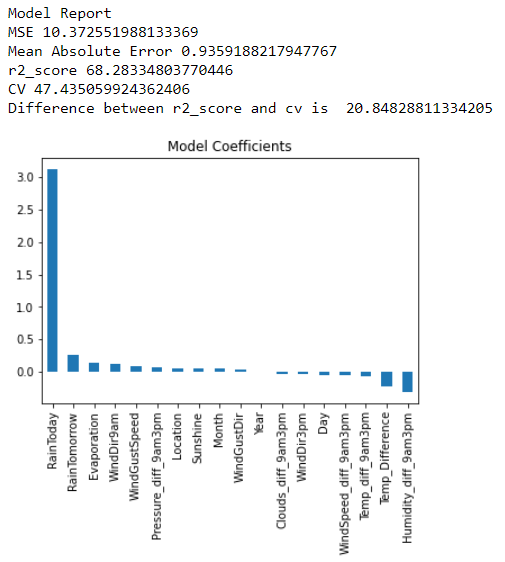 Model Report
MSE 10.372551988133369
Mean Absolute Error 0.9359188217947767
r2_score 68.28334803770446
CV 47.435059924362406
Difference between r2_score and cv is  20.84828811334205
Model Coefficients
3.0
2.5
2.0
1.5
1.0
0.5
0.0
RainToday
RainTomorrow
Evaporation
WindDir9am
WindGustSpeed
Pressure_diff_9am3pm
Location
Sunshine
Month
WindGustDir
Year
Clouds_diff_9am3pm
WindDir3pm
Day
WindSpeed_diff_9am3pm
Temp_diff_9am3pm
Temp_Difference
Humidity_diff_9am3pm